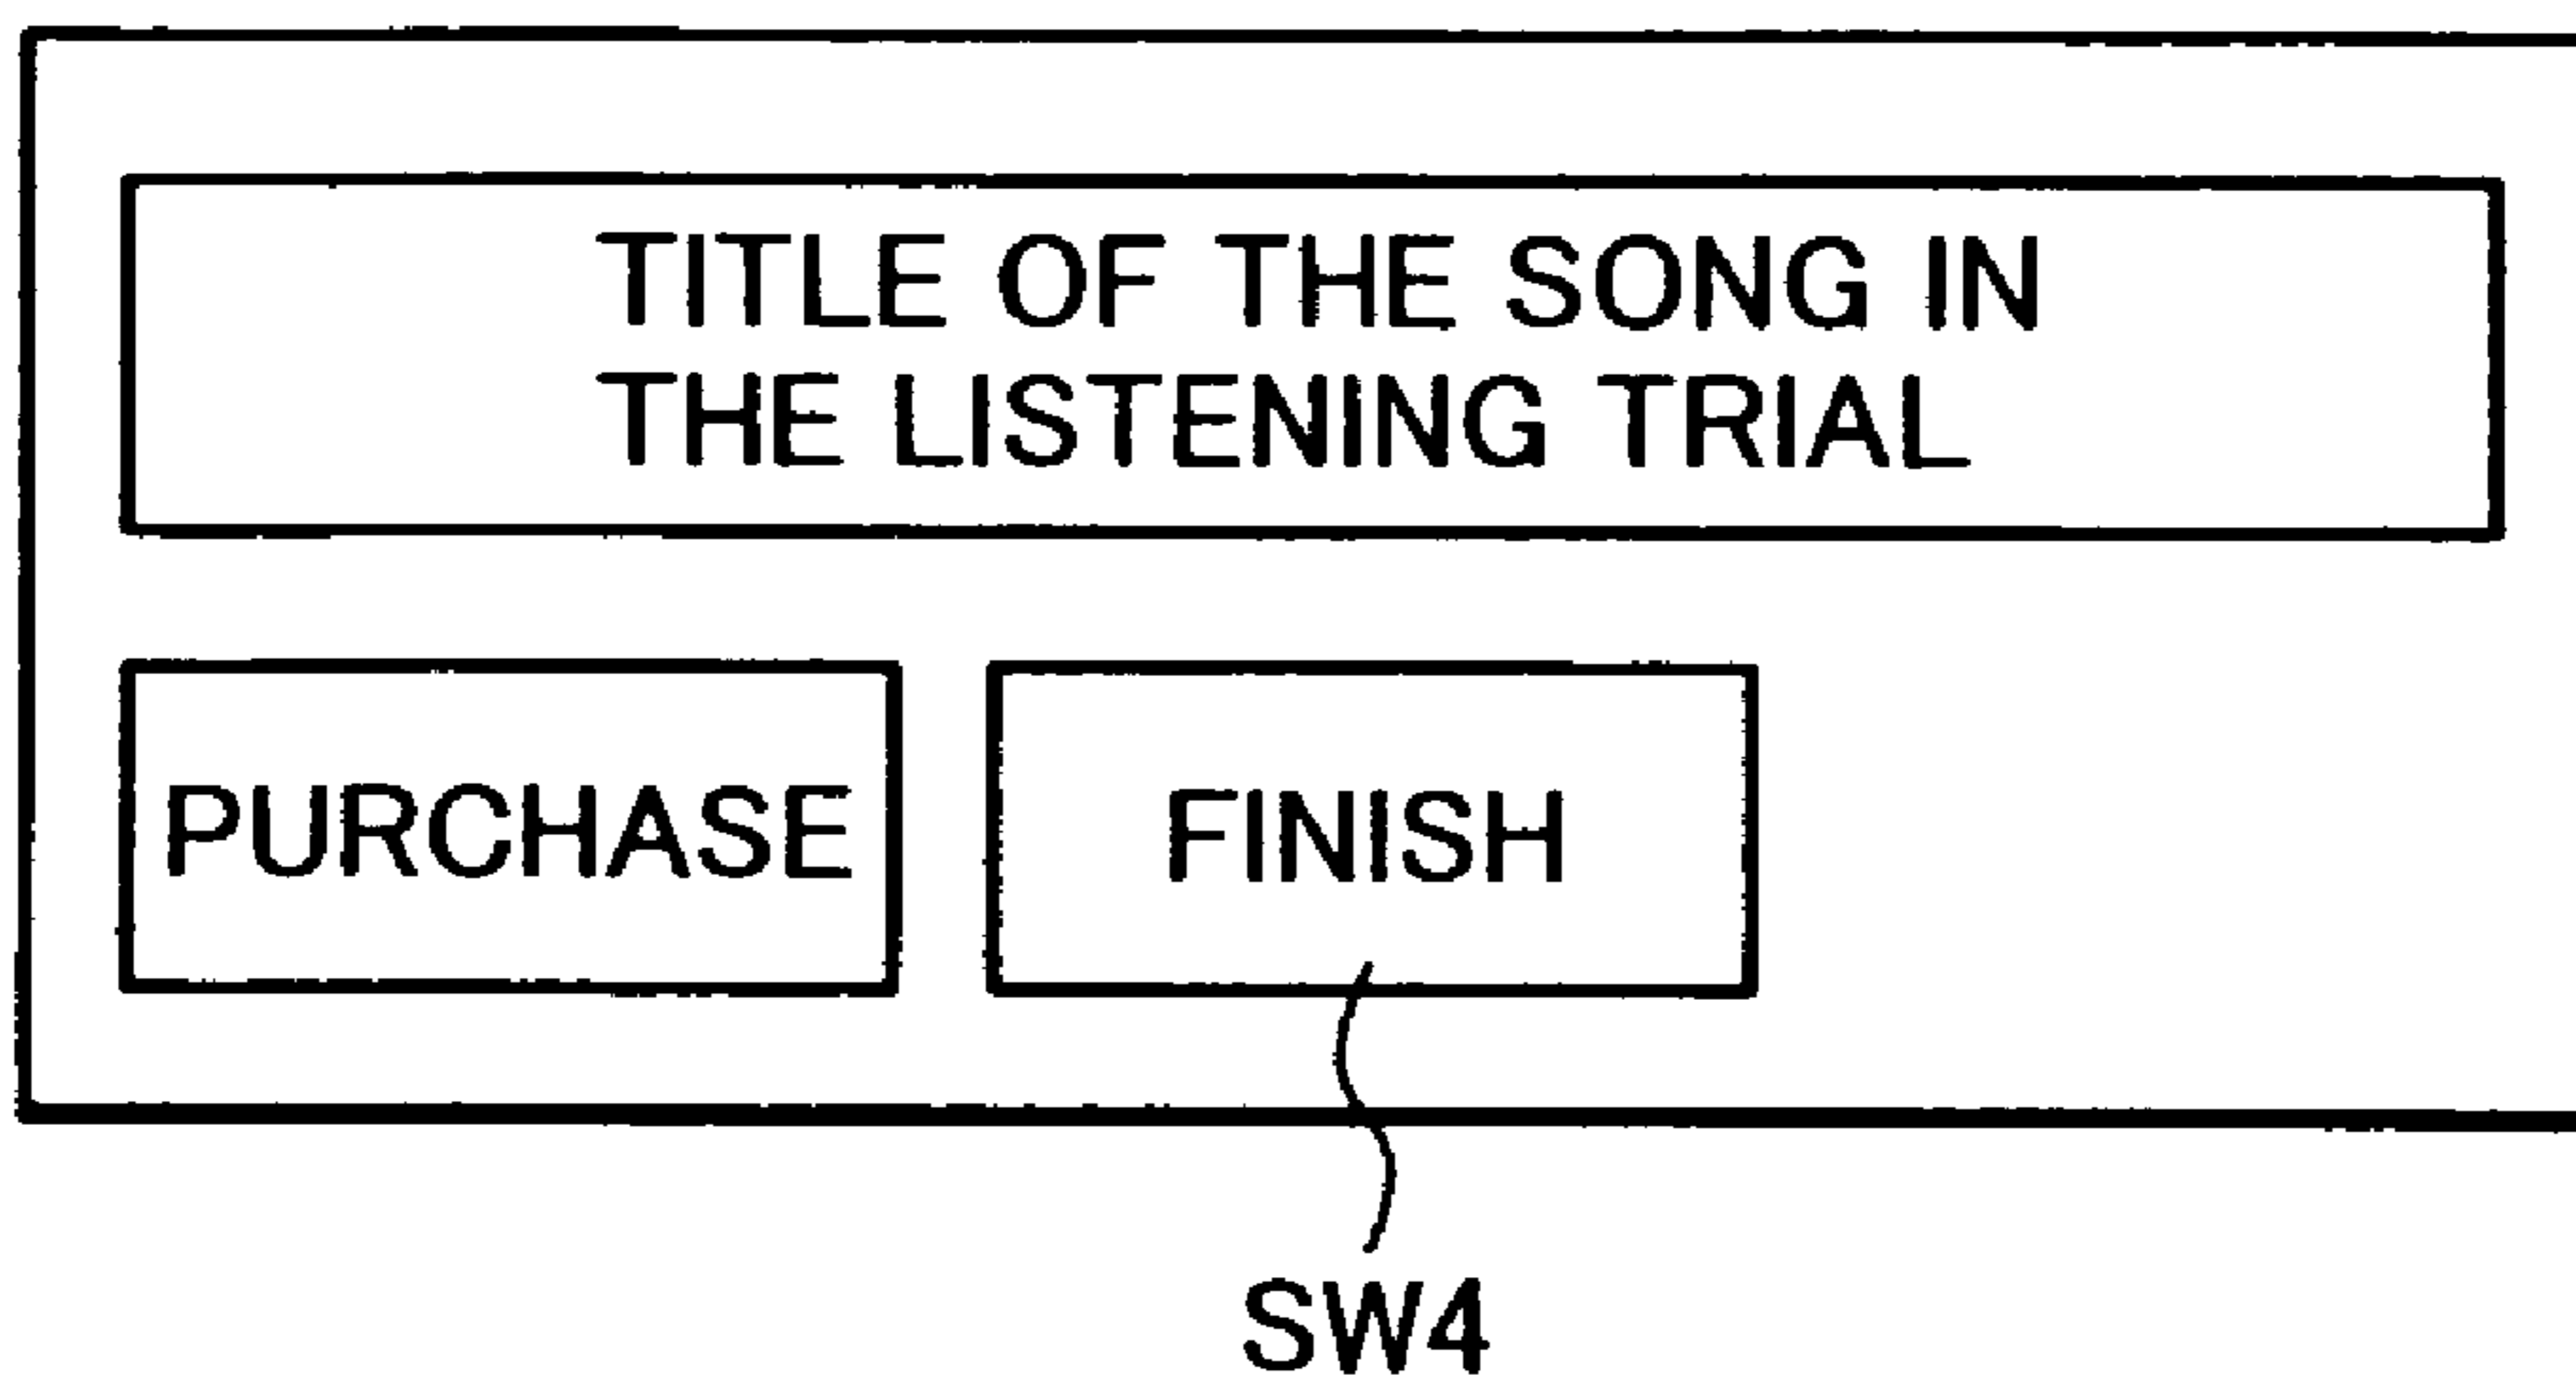 TITLE OF THE SONG IN
THE LISTENING TRIAL
PURCHASE
FINISH
SW4